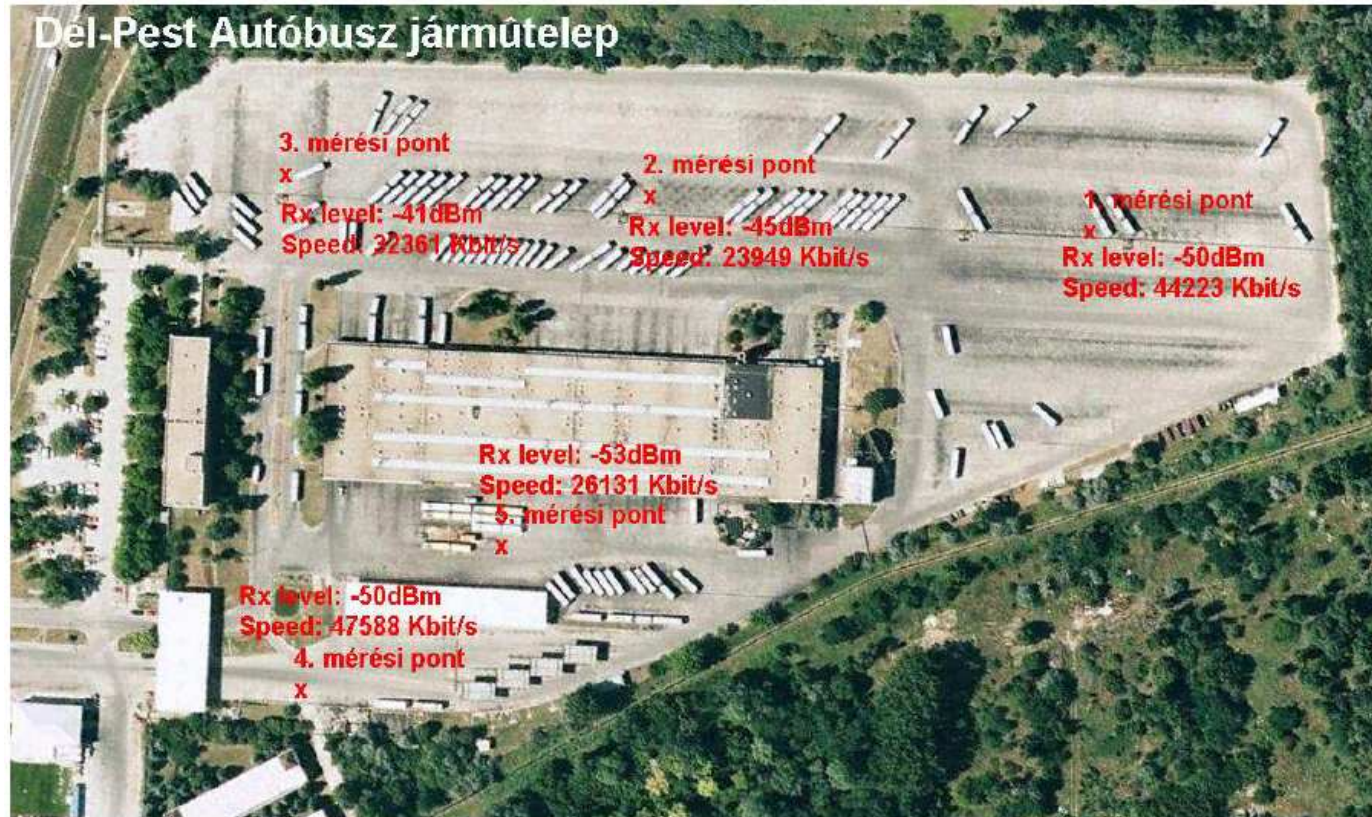 Dél-Pest Autóbusz jármûtelep
3. mérési pont
x
Rx level: -41dBm
Speed: 32361 Kbit/s
2. mérési pont
x
Rx level: -45dBm
Speed: 23949 Kbit/s
1. mérési pont
x
Rx level: -50dBm
Speed: 44223 Kbit/s
Rx level: -53dBm
Speed: 26131 Kbit/s
5. mérési pont
x
Rx level: -50dBm
Speed: 47588 Kbit/s
4. mérési pont
x